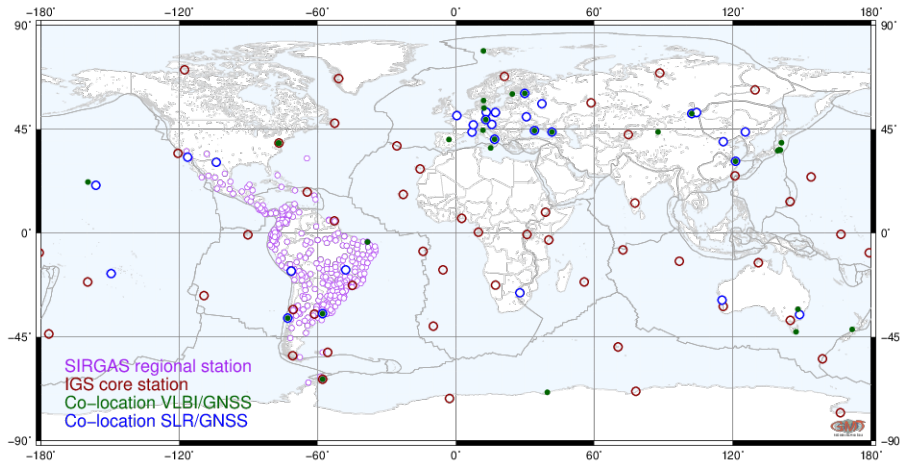 −180˚ −120˚ −60˚ 0˚ 60˚ 120˚ 180˚
90˚ 90˚
45˚ 45˚
0˚ 0˚
−45˚ −45˚
SIRGAS regional station
IGS core station
Co−location VLBI/GNSS
Co−location SLR/GNSS
GMT
−90˚ −90˚
−180˚ −120˚ −60˚ 0˚ 60˚ 120˚ 180˚